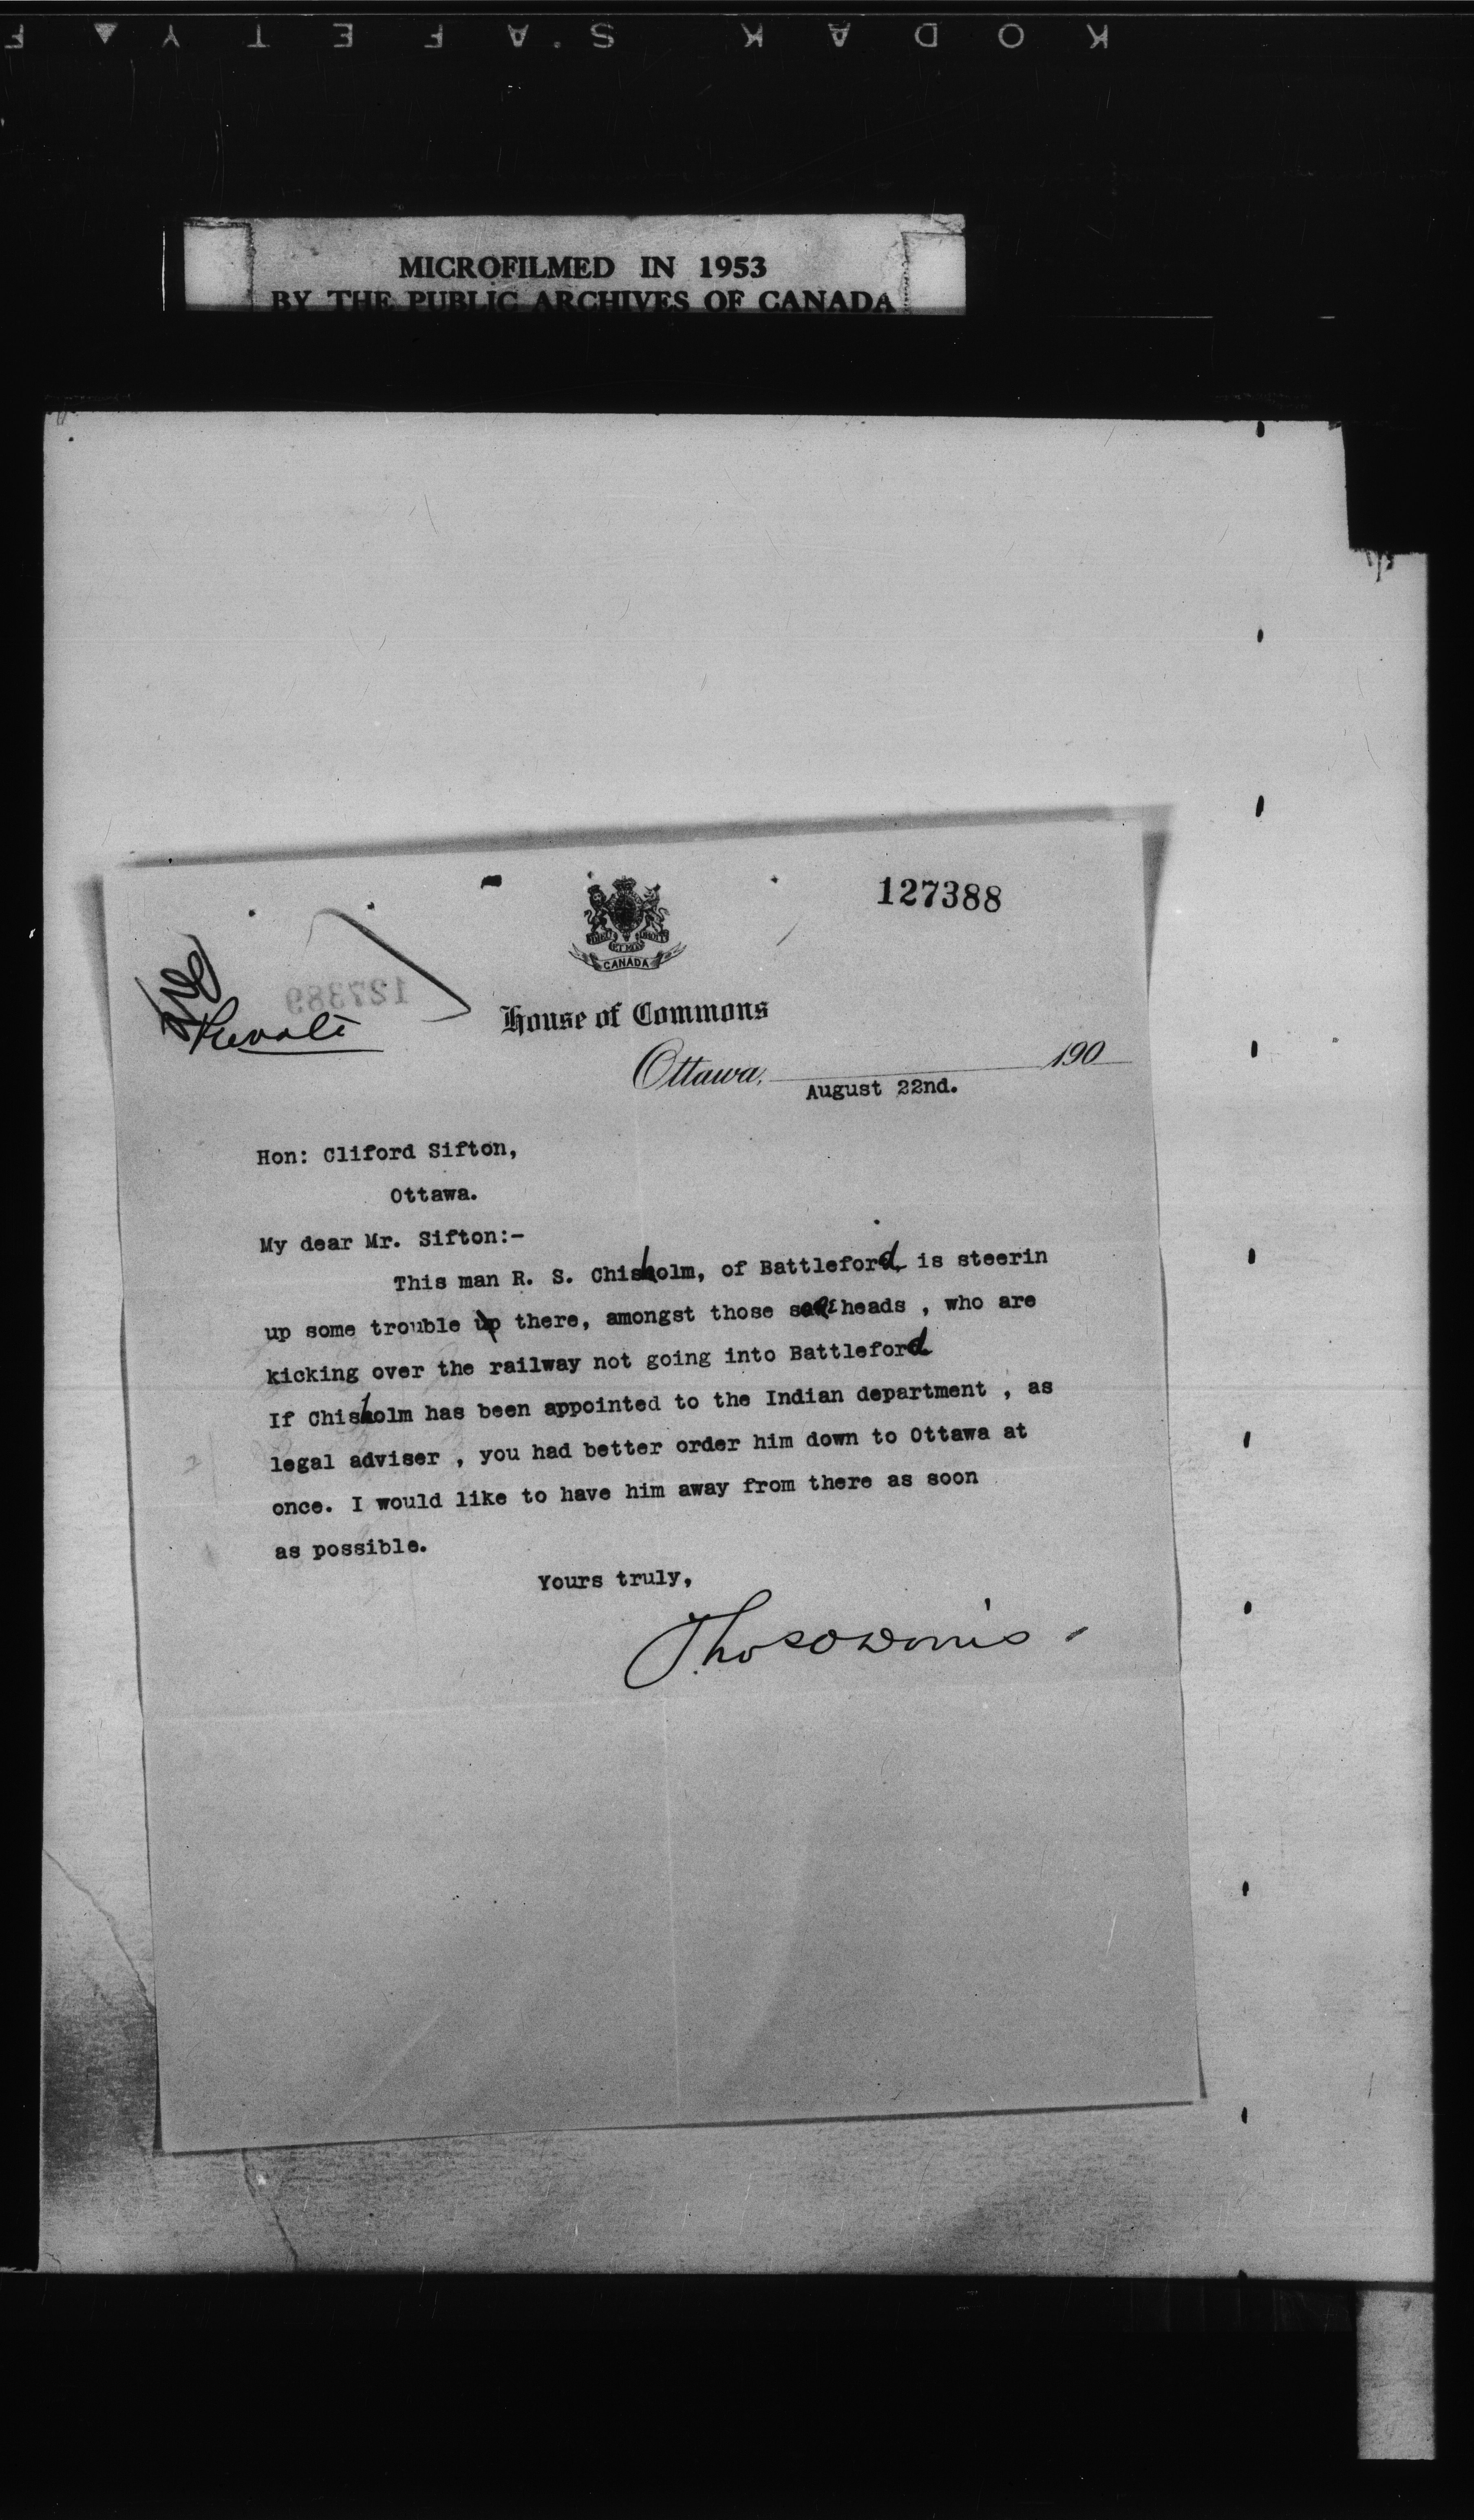 KODAK SAFETY
MICROFILMED IN 1953
BY THE PUBLIC ARCHIVES OF CANADA
127388
CANADA
127389
Private
House of Commons
Ottawa, 190
August 22nd.
Hon: Cliford Sifton,
Ottawa.
My dear Mr. Sifton:-
This man R. S. Chisholm, of Battleford, is steerin
up some trouble up there, amongst those heads , who are
kicking over the railway not going into Battleford
If Chisholm has been appointed to the Indian department , as
legal adviser , you had better order him down to Ottawa at
once. I would like to have him away from there as soon
as possible.
Yours truly,
Thos O Davis